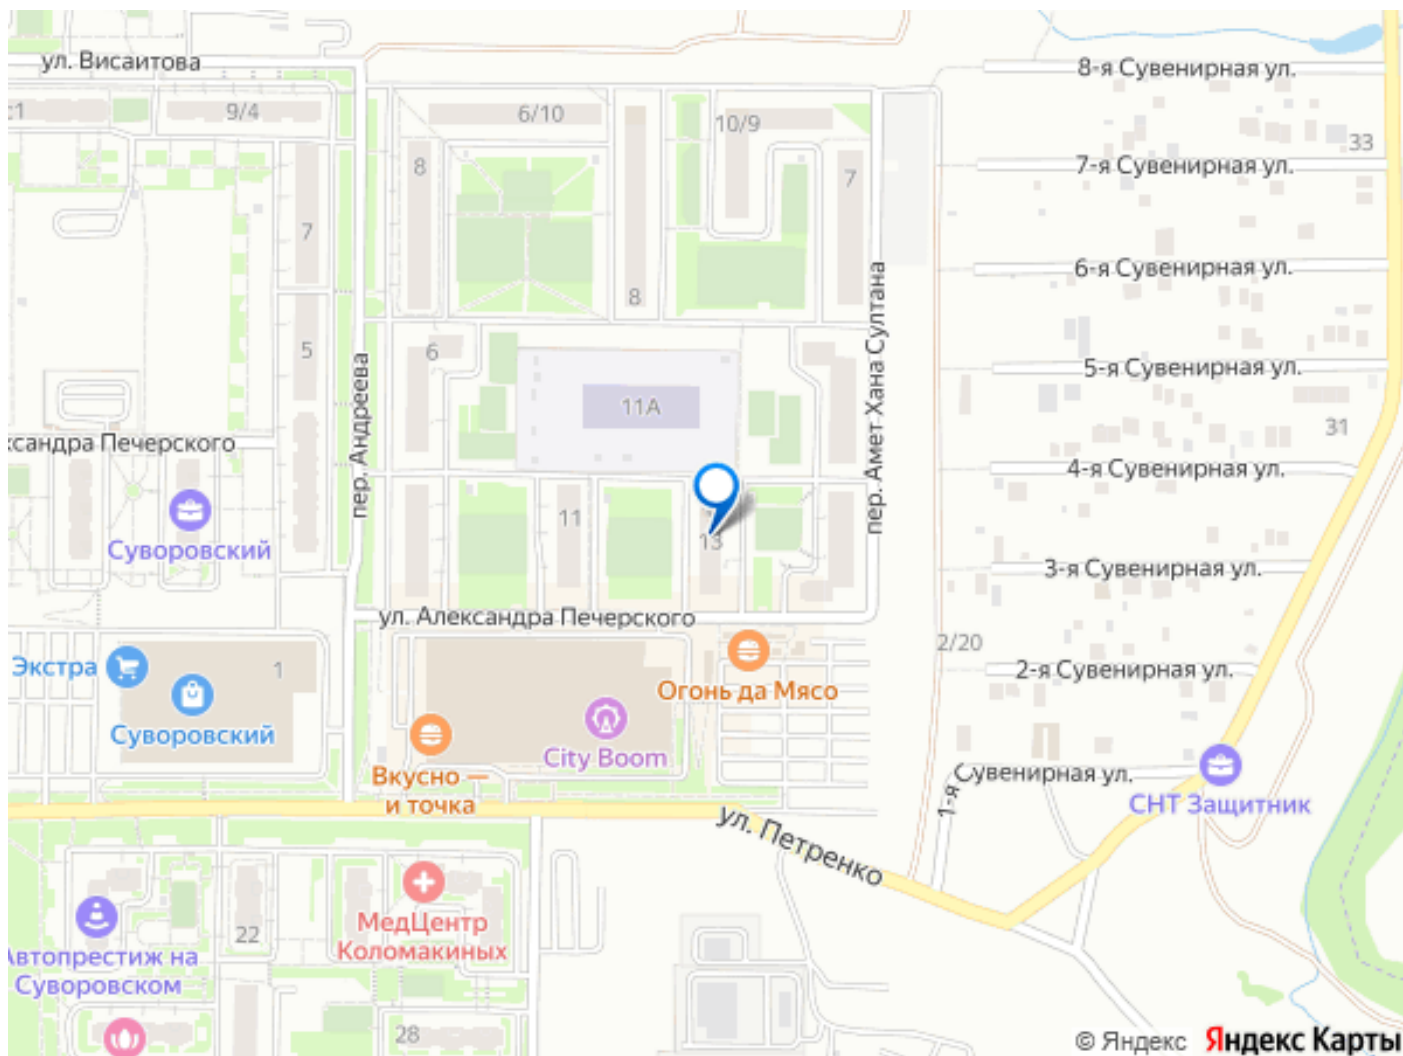 ул. Висаитова
8-я Сувенирная ул.
с1
9/4
6/10
10/9
33
8
7
7-я Сувенирная ул.
7
6-я Сувенирная ул.
8
пер. Амет Хана Султана
5
6
пер. Андреева
5-я Сувенирная ул.
11А
31
ксандра Печерского
4-я Сувенирная ул.
11
13
Суворовский
3-я Сувенирная ул.
ул. Александра Печерского
2/20
Экстра
1
2-я Сувенирная ул.
Огонь да Мясо
Суворовский
City Boom
Вкусно —
и точка
1-я Сувенирная ул.
СНТ Защитник
ул. Петренко
МедЦентр
Коломакиных
22
Автопрестиж на
Суворовском
28
© Яндекс Яндекс Карты